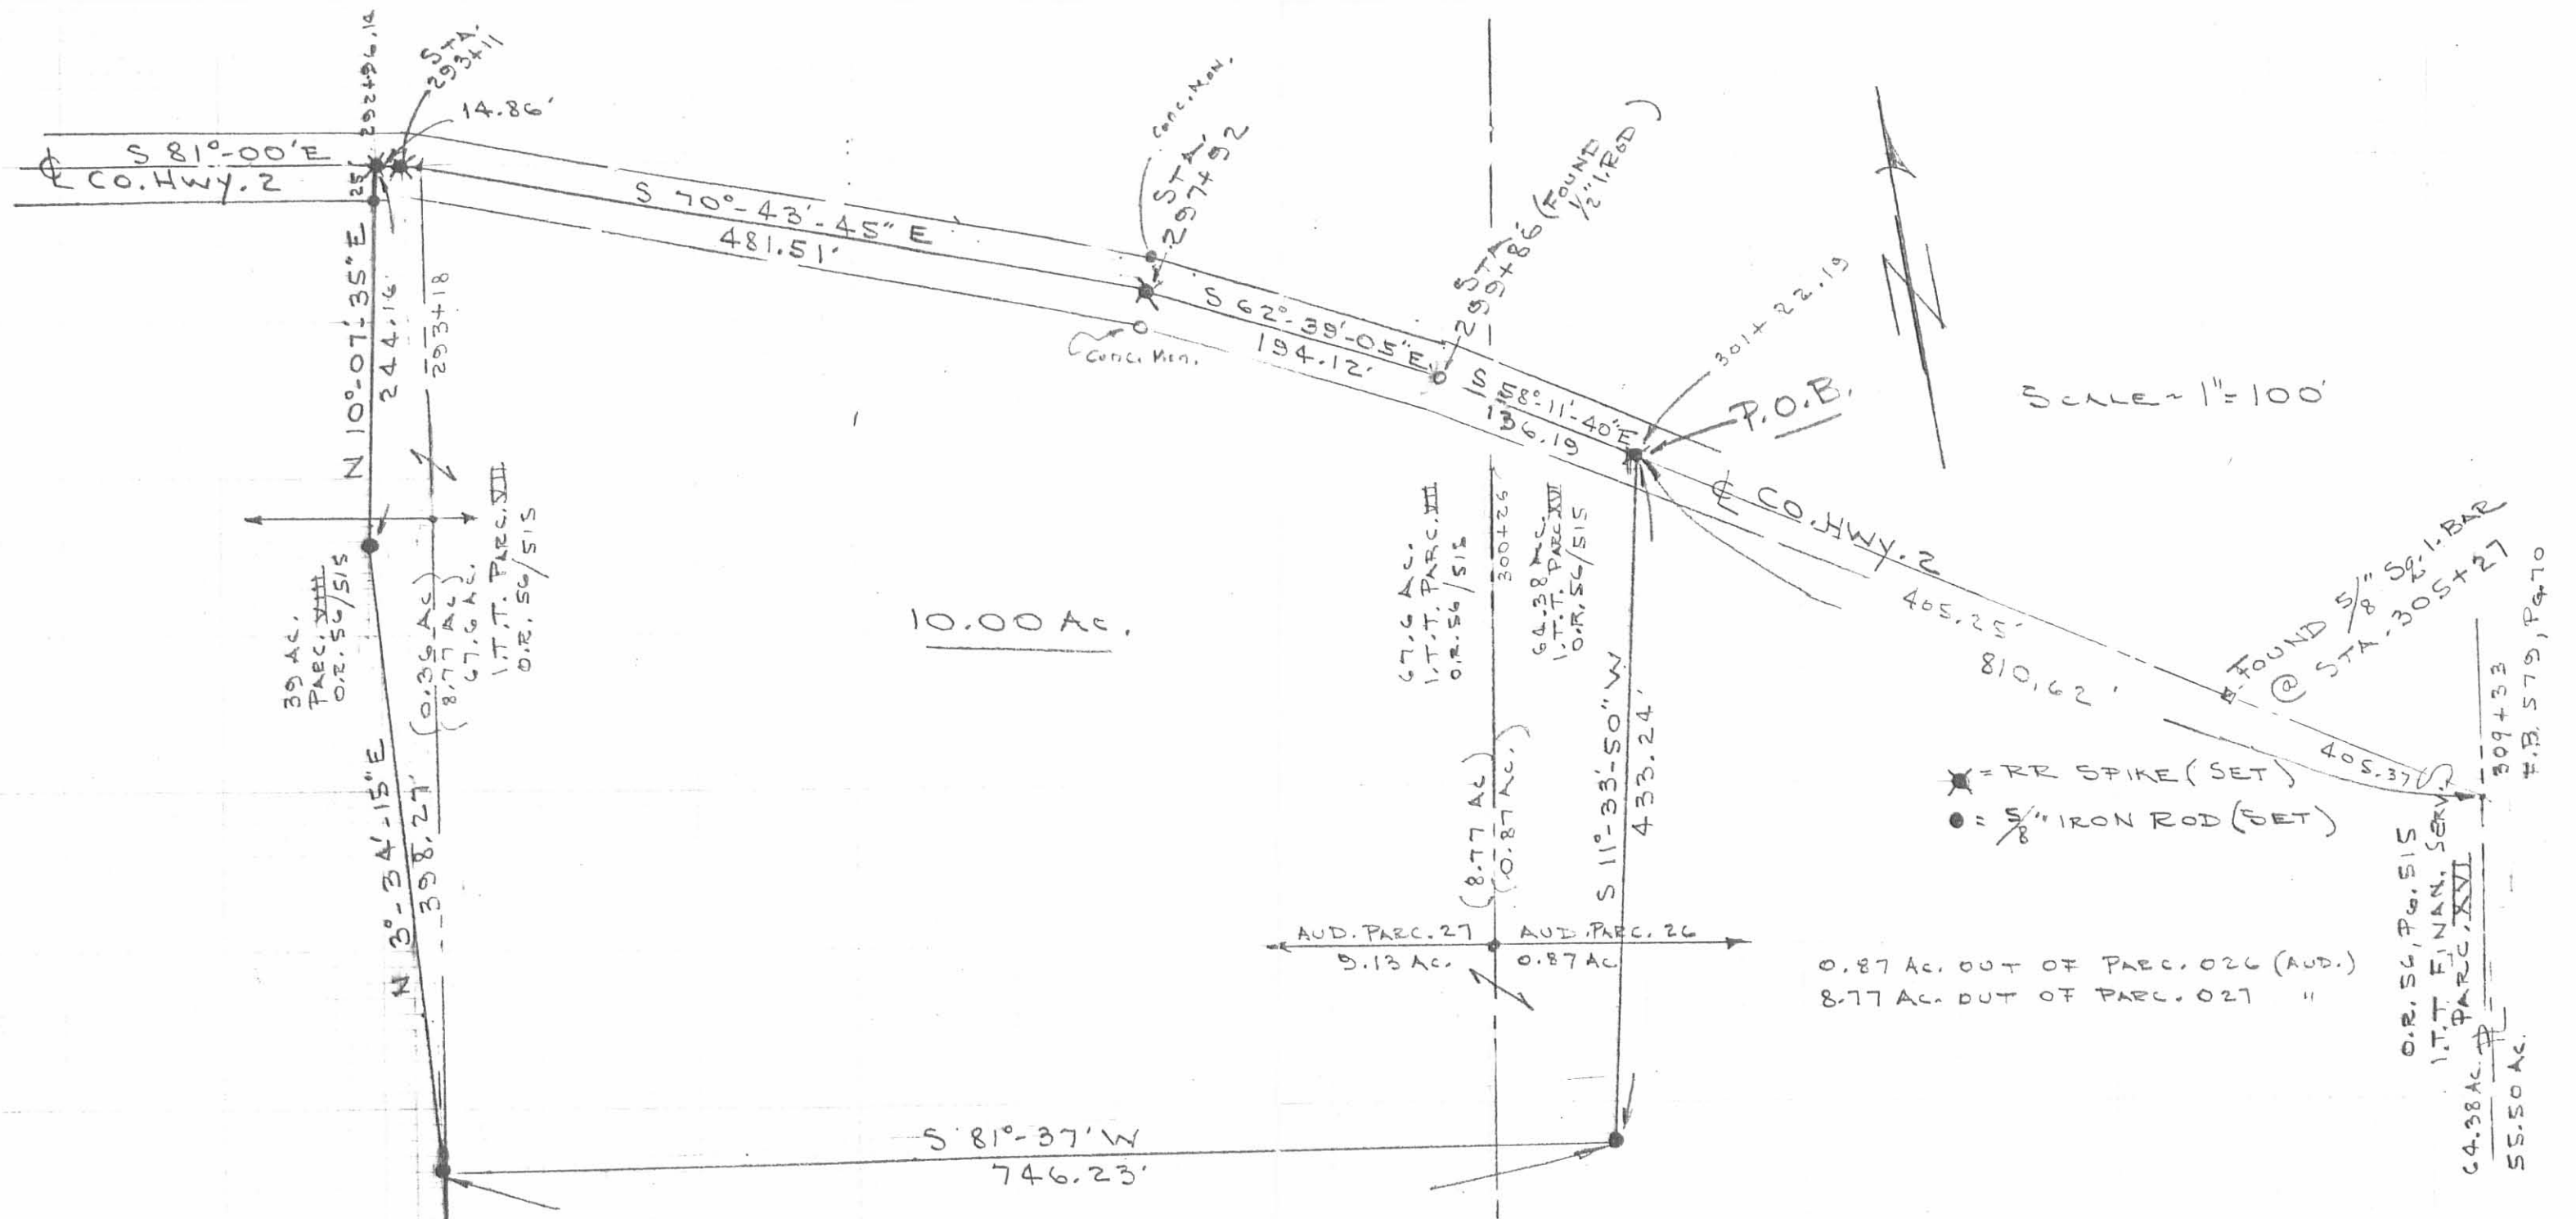 292+96.14
STA.
293+11
14.86'
℄
S 81°-00' E
CO. HWY. 2
25'
S 70°-43'-45" E
481.51'
CONC. MON.
STA.
297+92
CONC. MON.
S 62°-39'-05" E
194.12'
STA.
299+86 (FOUND
1/2" I. ROD)
S 58°-11'-40" E
136.19
301+22.19
P.O.B.
N
SCALE ~ 1" = 100'
℄ CO. HWY. 2
405.25'
810.62'
FOUND 5/8" SQ. I. BAR
@ STA. 305+27
405.37
309+33
F.B. 579, PG. 70
N 10°-07'-35" E
244.16'
293+18
39 AC.
PARC. VIII
O.R. 56/515
(0.36 AC)
(8.77 AC)
67.6 AC.
I.T.T. PARC. VII
O.R. 56/515
10.00 AC.
67.6 AC.
I.T.T. PARC. VII
O.R. 56/515
300+26
64.38 AC.
I.T.T. PARC. XVI
O.R. 56/515
N 3°-34'-15" E
398.27'
(8.77 AC)
(0.87 AC.)
S 11°-33'-50" W
433.24'
= RR SPIKE (SET)
= 5/8" IRON ROD (SET)
AUD. PARC. 27
9.13 AC.
AUD. PARC. 26
0.87 AC
0.87 AC. OUT OF PARC. 026 (AUD.)
8.77 AC. OUT OF PARC. 027 "
O.R. 56, PG. 515
I.T.T FINAN. SERV.
PARC. XVI
64.38 AC.
55.50 AC.
S 81°-37' W
746.23'